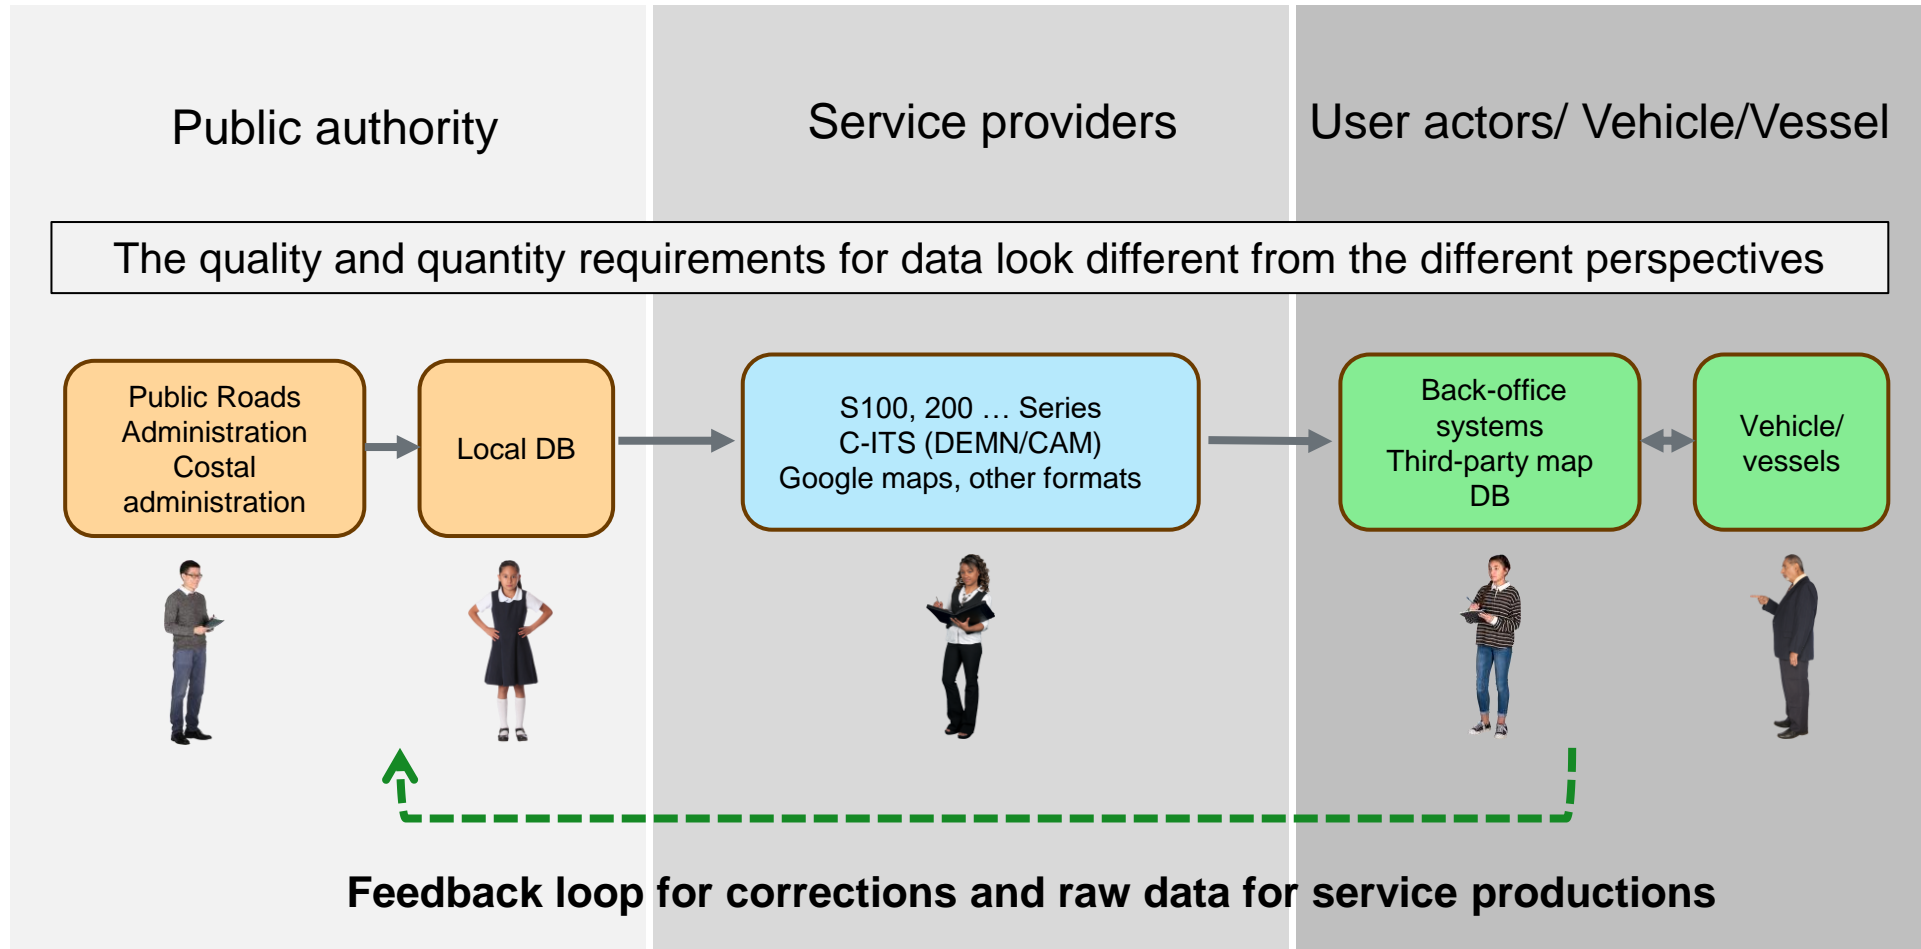 Public authority
Service providers
User actors/ Vehicle/Vessel
The quality and quantity requirements for data look different from the different perspectives
Public Roads
Administration
Costal
administration
Local DB
S100, 200 … Series
C-ITS (DEMN/CAM)
Google maps, other formats
Back-office
systems
Third-party map
DB
Vehicle/
vessels
Feedback loop for corrections and raw data for service productions